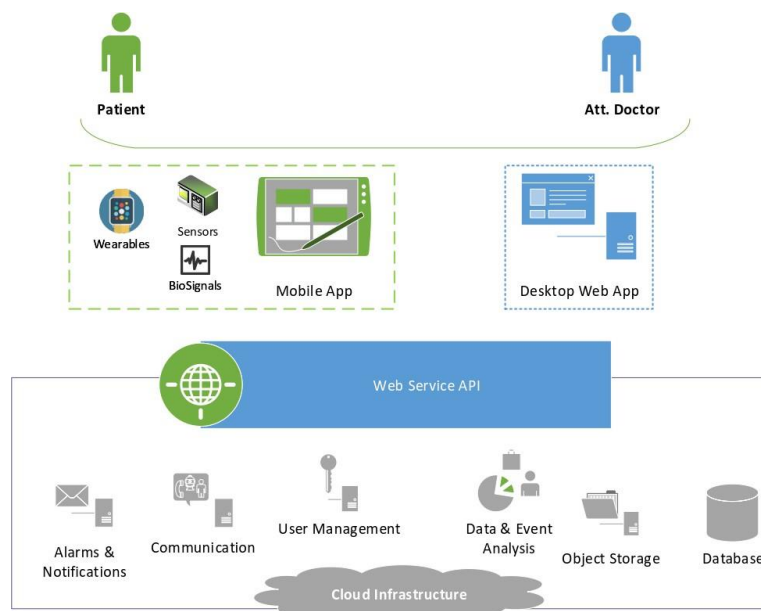 Patient
Att. Doctor
Wearables
Sensors
BioSignals
Mobile App
Desktop Web App
Web Service API
Alarms &
Notifications
Communication
User Management
Data & Event
Analysis
Object Storage
Database
Cloud Infrastructure